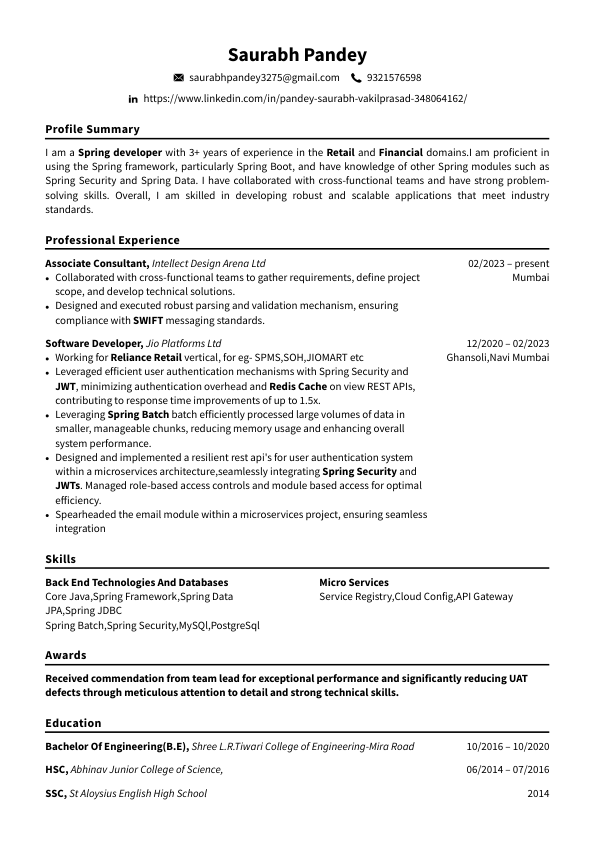 Saurabh Pandey
saurabhpandey3275@gmail.com 9321576598
https://www.linkedin.com/in/pandey-saurabh-vakilprasad-348064162/
Profile Summary
I am a Spring developer with 3+ years of experience in the Retail and Financial domains.I am proficient in
using the Spring framework, particularly Spring Boot, and have knowledge of other Spring modules such as
Spring Security and Spring Data. I have collaborated with cross-functional teams and have strong problem-
solving skills. Overall, I am skilled in developing robust and scalable applications that meet industry
standards.
Professional Experience
Associate Consultant, Intellect Design Arena Ltd 02/2023 – present
• Collaborated with cross-functional teams to gather requirements, define project Mumbai
scope, and develop technical solutions.
• Designed and executed robust parsing and validation mechanism, ensuring
compliance with SWIFT messaging standards.
Software Developer, Jio Platforms Ltd 12/2020 – 02/2023
• Working for Reliance Retail vertical, for eg- SPMS,SOH,JIOMART etc Ghansoli,Navi Mumbai
• Leveraged efficient user authentication mechanisms with Spring Security and
JWT, minimizing authentication overhead and Redis Cache on view REST APIs,
contributing to response time improvements of up to 1.5x.
• Leveraging Spring Batch batch efficiently processed large volumes of data in
smaller, manageable chunks, reducing memory usage and enhancing overall
system performance.
• Designed and implemented a resilient rest api's for user authentication system
within a microservices architecture,seamlessly integrating Spring Security and
JWTs. Managed role-based access controls and module based access for optimal
efficiency.
• Spearheaded the email module within a microservices project, ensuring seamless
integration
Skills
Back End Technologies And Databases Micro Services
Core Java,Spring Framework,Spring Data Service Registry,Cloud Config,API Gateway
JPA,Spring JDBC
Spring Batch,Spring Security,MySQl,PostgreSql
Awards
Received commendation from team lead for exceptional performance and significantly reducing UAT
defects through meticulous attention to detail and strong technical skills.
Education
Bachelor Of Engineering(B.E), Shree L.R.Tiwari College of Engineering-Mira Road 10/2016 – 10/2020
HSC, Abhinav Junior College of Science, 06/2014 – 07/2016
SSC, St Aloysius English High School 2014